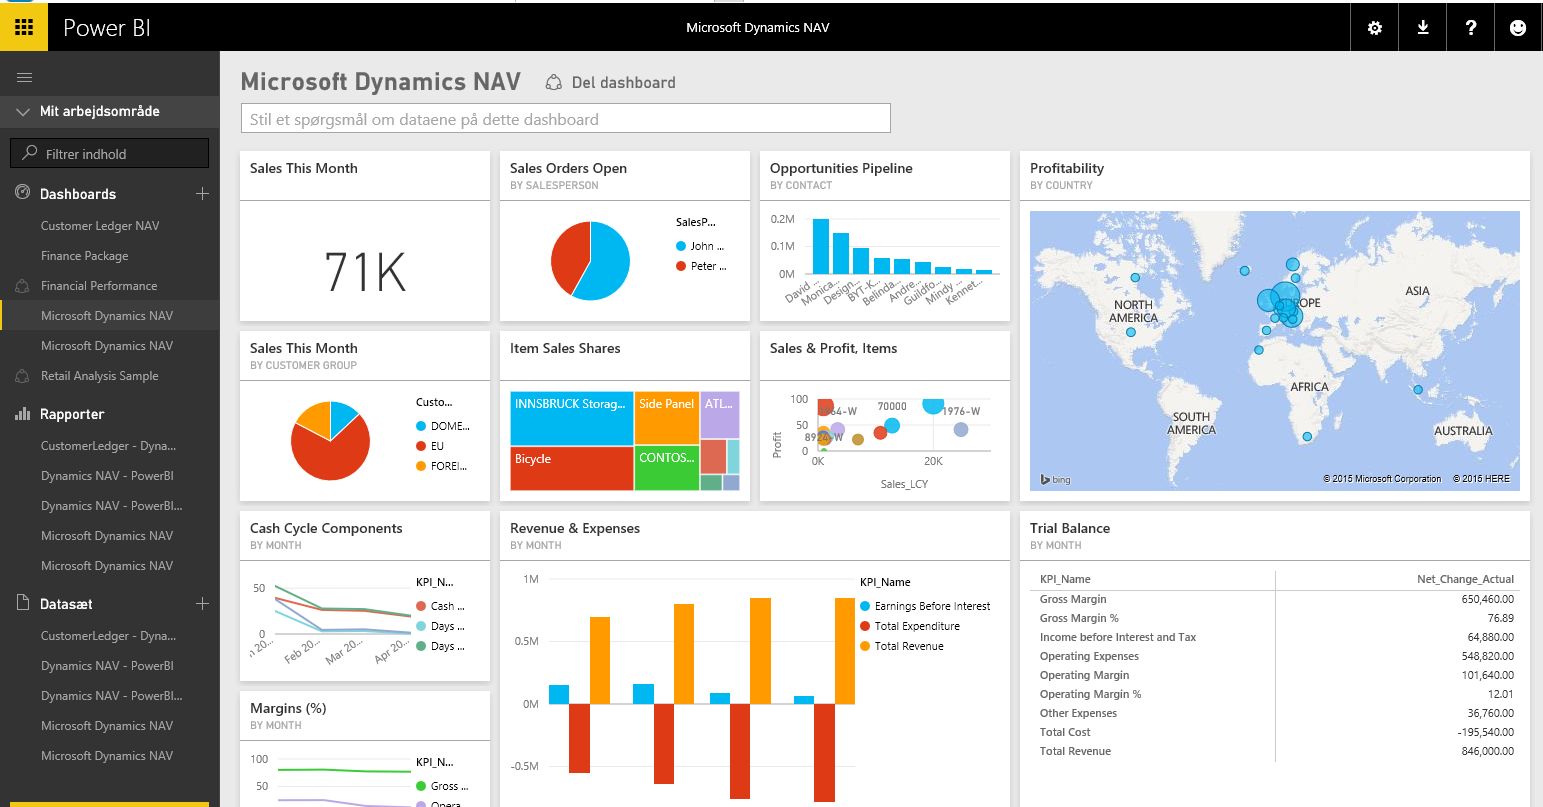 Power BI
Microsoft Dynamics NAV
Mit arbejdsområde
Filtrer indhold
Dashboards
Customer Ledger NAV
Finance Package
Financial Performance
Microsoft Dynamics NAV
Microsoft Dynamics NAV
Retail Analysis Sample
Rapporter
CustomerLedger - Dyna...
Dynamics NAV - PowerBI
Dynamics NAV - PowerBI...
Microsoft Dynamics NAV
Microsoft Dynamics NAV
Datasæt
CustomerLedger - Dyna...
Dynamics NAV - PowerBI
Dynamics NAV - PowerBI...
Microsoft Dynamics NAV
Microsoft Dynamics NAV
Microsoft Dynamics NAV
Del dashboard
Stil et spørgsmål om dataene på dette dashboard
Sales This Month
71K
Sales Orders Open
BY SALESPERSON
SalesP...
John ...
Peter ...
Opportunities Pipeline
BY CONTACT
0.2M
0.1M
0M
David ...
Monica...
Design...
BYT-K...
Belinda...
Andre...
Guildfo...
Mindy ...
Kennet...
Profitability
BY COUNTRY
NORTH
AMERICA
ASIA
AFRICA
SOUTH
AMERICA
AUSTRALIA
bing
© 2015 Microsoft Corporation
© 2015 HERE
Sales This Month
BY CUSTOMER GROUP
Custo...
DOME...
EU
FOREI...
Item Sales Shares
INNSBRUCK Storag...
Side Panel
ATL...
Bicycle
CONTOS...
Sales & Profit, Items
100
50
0
Profit
70000
1976-W
8924-W
0K
20K
Sales_LCY
Cash Cycle Components
BY MONTH
50
0
Feb 20...
Mar 20...
Apr 20...
KPI_N...
Cash ...
Days ...
Days ...
Revenue & Expenses
BY MONTH
1M
0.5M
0M
-0.5M
KPI_Name
Earnings Before Interest
Total Expenditure
Total Revenue
Trial Balance
BY MONTH
KPI_Name Net_Change_Actual
Gross Margin 650,460.00
Gross Margin % 76.89
Income before Interest and Tax 64,880.00
Operating Expenses 548,820.00
Operating Margin 101,640.00
Operating Margin % 12.01
Other Expenses 36,760.00
Total Cost -195,540.00
Total Revenue 846,000.00
Margins (%)
BY MONTH
100
50
KPI_N...
Gross ...